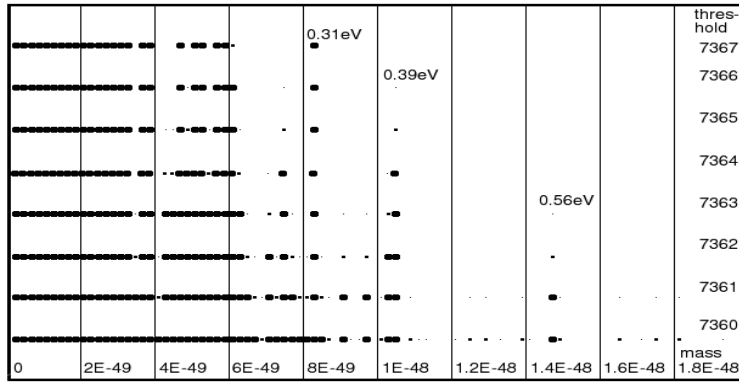 thres-
hold
0.31eV
7367
0.39eV
7366
7365
7364
0.56eV
7363
7362
7361
7360
mass
0 2E-49 4E-49 6E-49 8E-49 1E-48 1.2E-48 1.4E-48 1.6E-48 1.8E-48